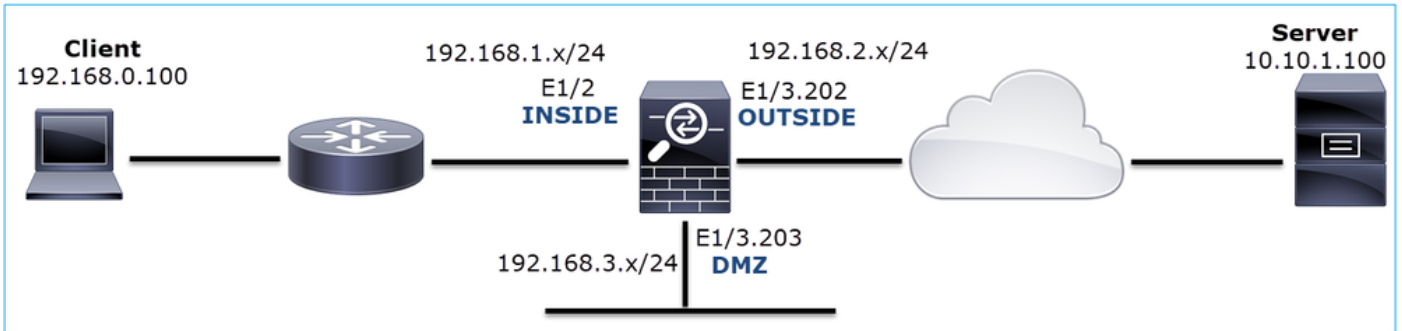 Client
192.168.0.100
192.168.1.x/24
E1/2
INSIDE
192.168.2.x/24
E1/3.202
OUTSIDE
Server
10.10.1.100
E1/3.203
192.168.3.x/24
DMZ